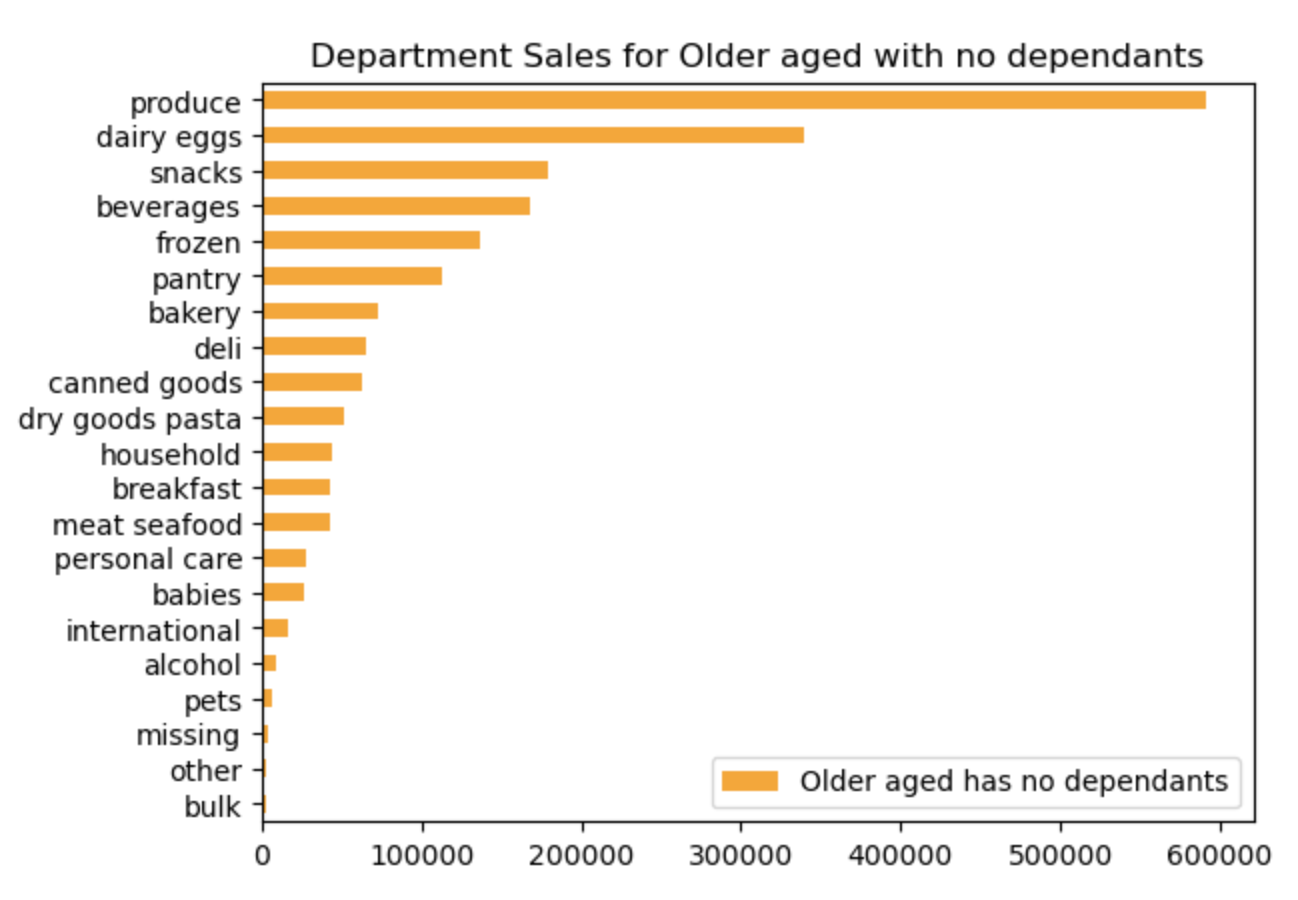 Department Sales for Older aged with no dependants
produce
dairy eggs
snacks
beverages
frozen
pantry
bakery
deli
canned goods
dry goods pasta
household
breakfast
meat seafood
personal care
babies
international
alcohol
pets
missing
other
bulk
Older aged has no dependants
0 100000 200000 300000 400000 500000 600000